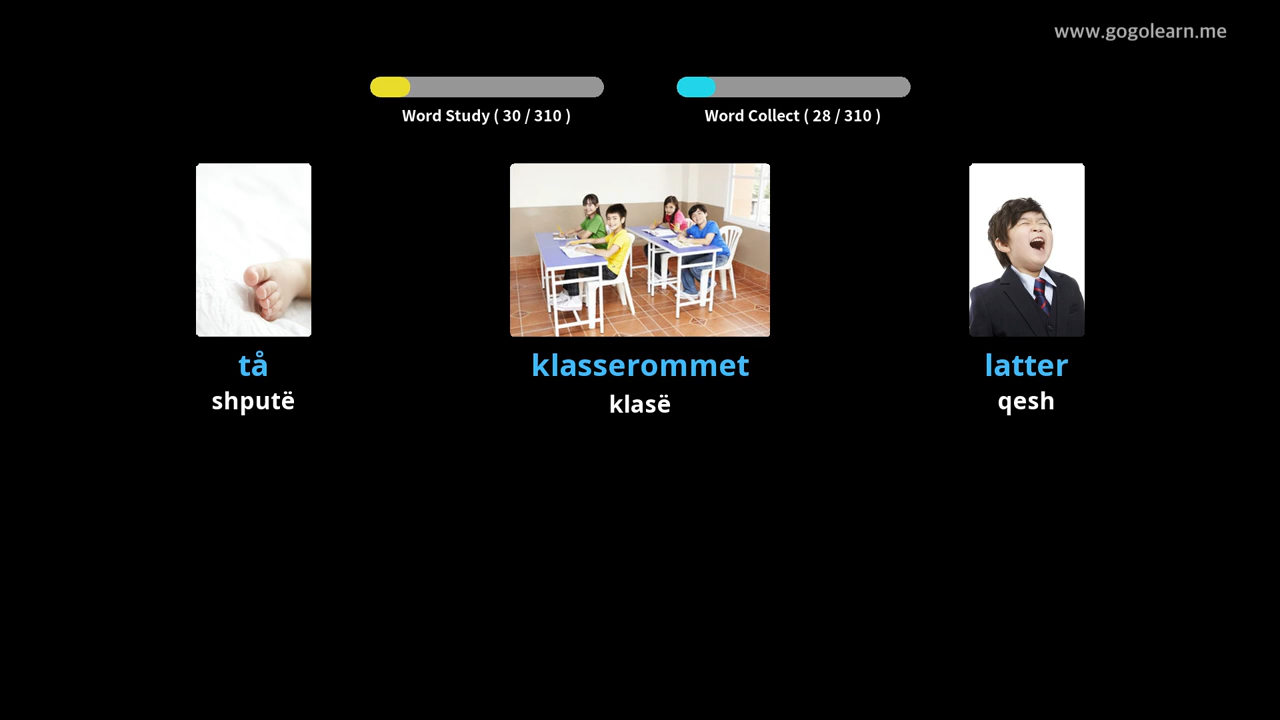 www.gogolearn.me
Word Study ( 30 / 310 )
Word Collect ( 28 / 310 )
tå
klasserommet
latter
shputë
klasë
qesh